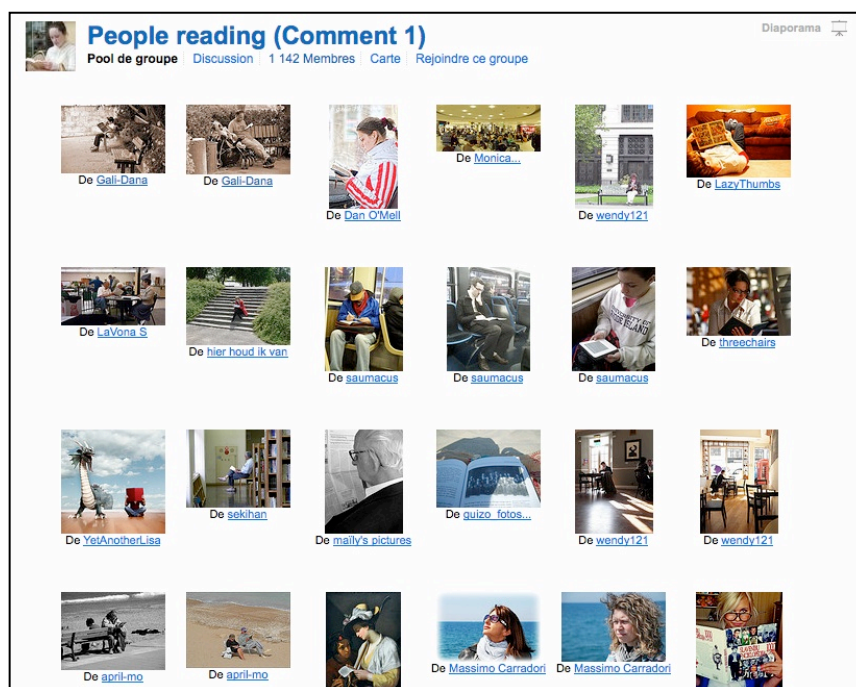 People reading (Comment 1)
Diaporama
Pool de groupe Discussion 1 142 Membres Carte Rejoindre ce groupe
De Gali-Dana De Gali-Dana De Dan O'Mell De Monica... De wendy121 De LazyThumbs
De LaVona S De hier houd ik van De saumacus De saumacus De saumacus De threechairs
De YetAnotherLisa De sekihan De maïly's pictures De guizo_fotos... De wendy121 De wendy121
De april-mo De april-mo De Massimo Carradori De Massimo Carradori